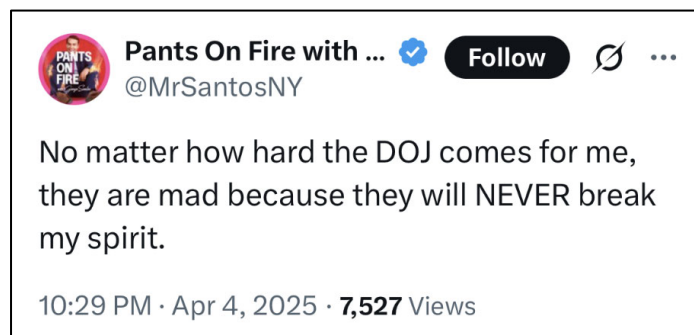 PANTS
ON
FIRE
Pants On Fire with ...
Follow
@MrSantosNY
No matter how hard the DOJ comes for me,
they are mad because they will NEVER break
my spirit.
10:29 PM · Apr 4, 2025 · 7,527 Views